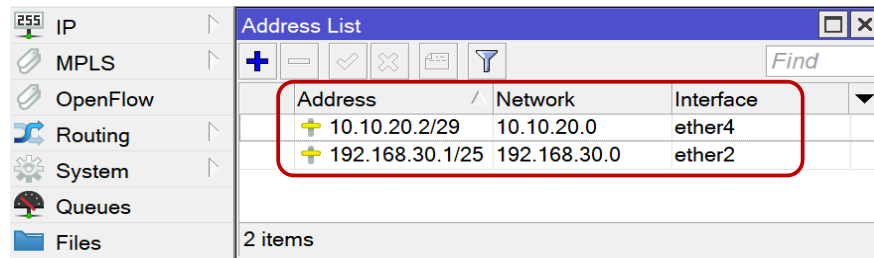 255 IP
MPLS
OpenFlow
Routing
System
Queues
Files
Address List
Find
Address Network Interface
10.10.20.2/29 10.10.20.0 ether4
192.168.30.1/25 192.168.30.0 ether2
2 items